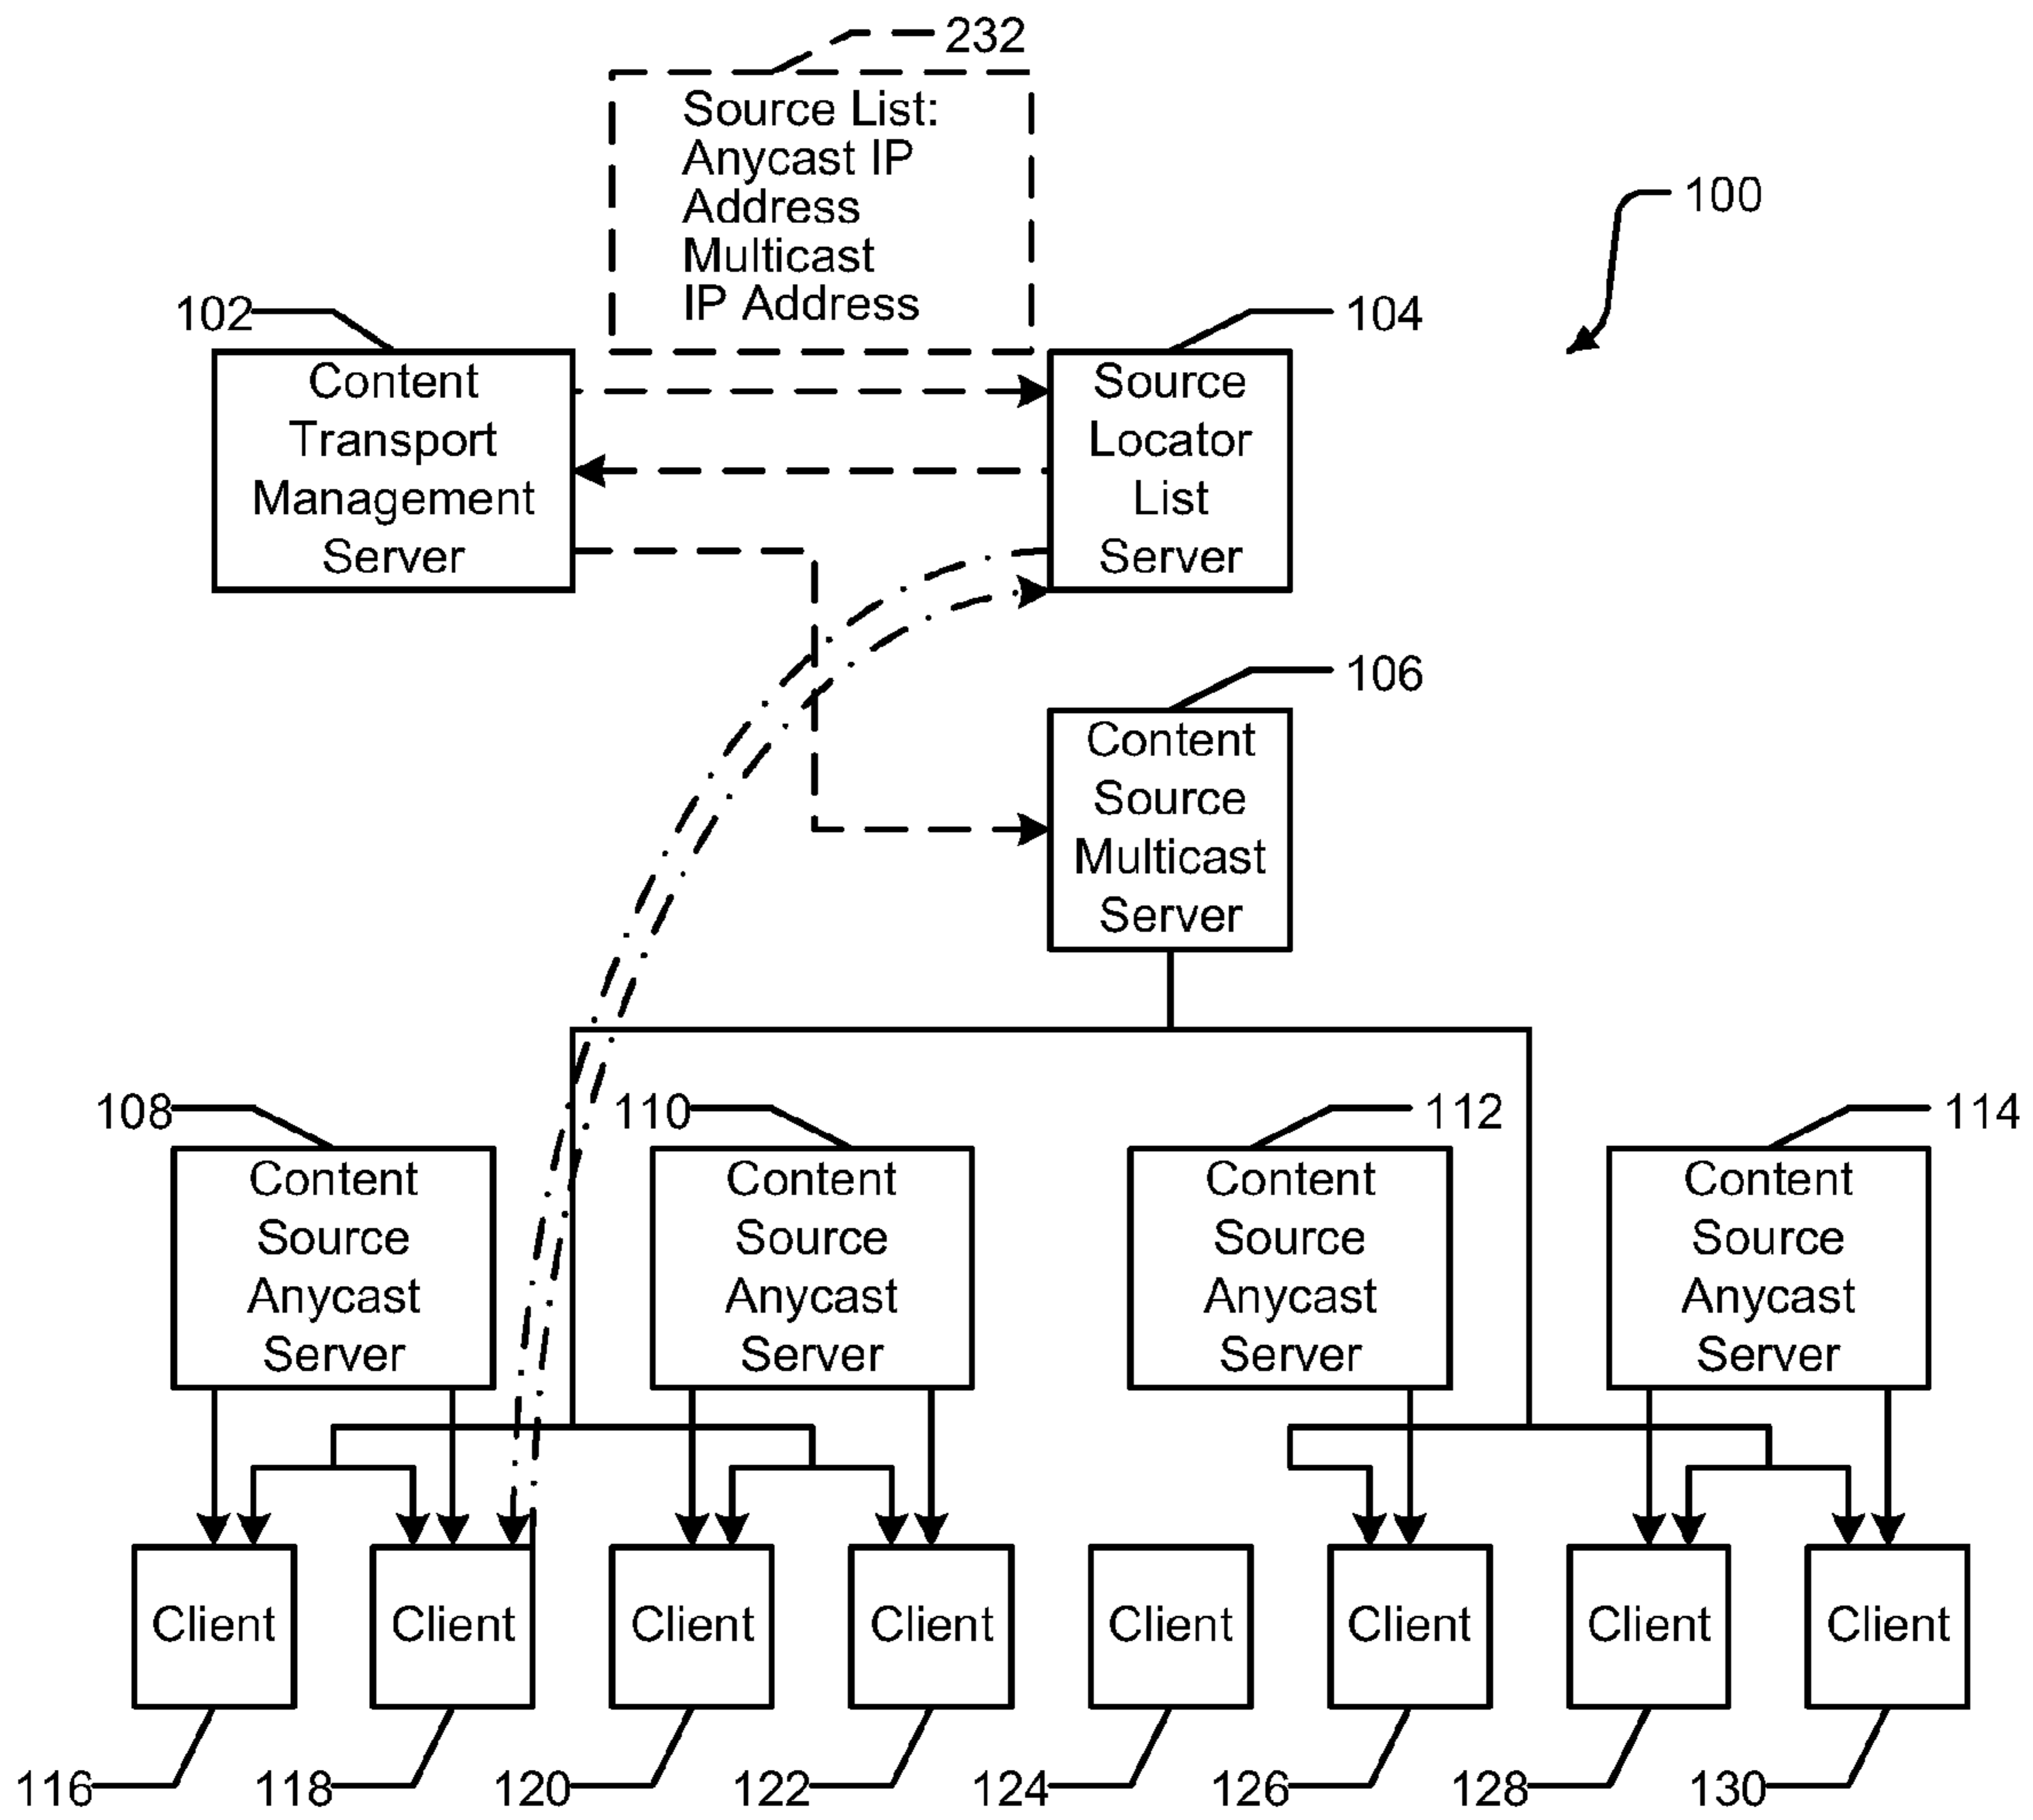 232
Source List:
Anycast IP
Address
Multicast
IP Address
100
102
104
Content
Transport
Management
Server
Source
Locator
List
Server
106
Content
Source
Multicast
Server
108
110
112
114
Content
Source
Anycast
Server
Content
Source
Anycast
Server
Content
Source
Anycast
Server
Content
Source
Anycast
Server
Client
Client
Client
Client
Client
Client
Client
Client
116
118
120
122
124
126
128
130